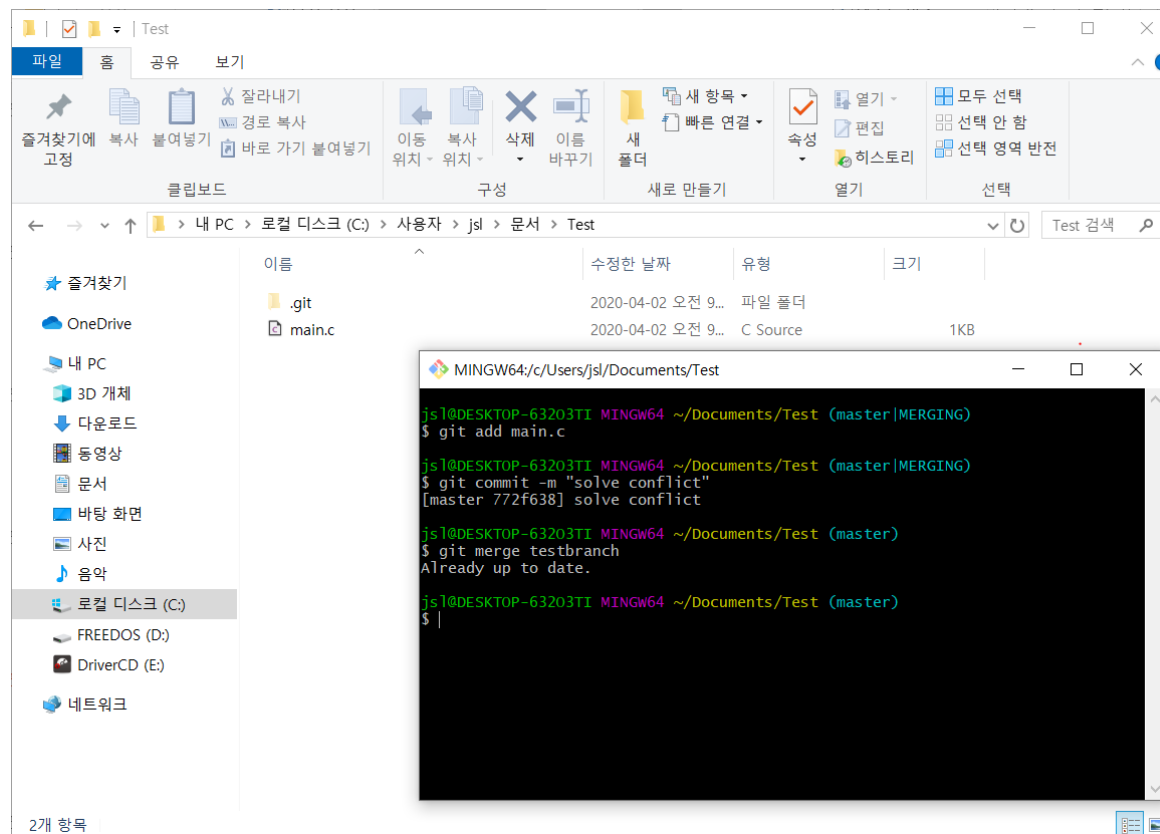 Test
파일 홈 공유 보기
즐겨찾기에 고정
복사
붙여넣기
잘라내기
경로 복사
바로 가기 붙여넣기
클립보드
이동 위치
복사 위치
삭제
이름 바꾸기
구성
새 폴더
새 항목
빠른 연결
새로 만들기
속성
열기
편집
히스토리
열기
모두 선택
선택 안 함
선택 영역 반전
선택
내 PC > 로컬 디스크 (C:) > 사용자 > jsl > 문서 > Test
Test 검색
이름 수정한 날짜 유형 크기
.git 2020-04-02 오전 9... 파일 폴더
main.c 2020-04-02 오전 9... C Source 1KB
즐겨찾기
OneDrive
내 PC
3D 개체
다운로드
동영상
문서
바탕 화면
사진
음악
로컬 디스크 (C:)
FREEDOS (D:)
DriverCD (E:)
네트워크
2개 항목
MINGW64:/c/Users/jsl/Documents/Test
jsl@DESKTOP-632O3TI MINGW64 ~/Documents/Test (master|MERGING)
$ git add main.c
jsl@DESKTOP-632O3TI MINGW64 ~/Documents/Test (master|MERGING)
$ git commit -m "solve conflict"
[master 772f638] solve conflict
jsl@DESKTOP-632O3TI MINGW64 ~/Documents/Test (master)
$ git merge testbranch
Already up to date.
jsl@DESKTOP-632O3TI MINGW64 ~/Documents/Test (master)
$